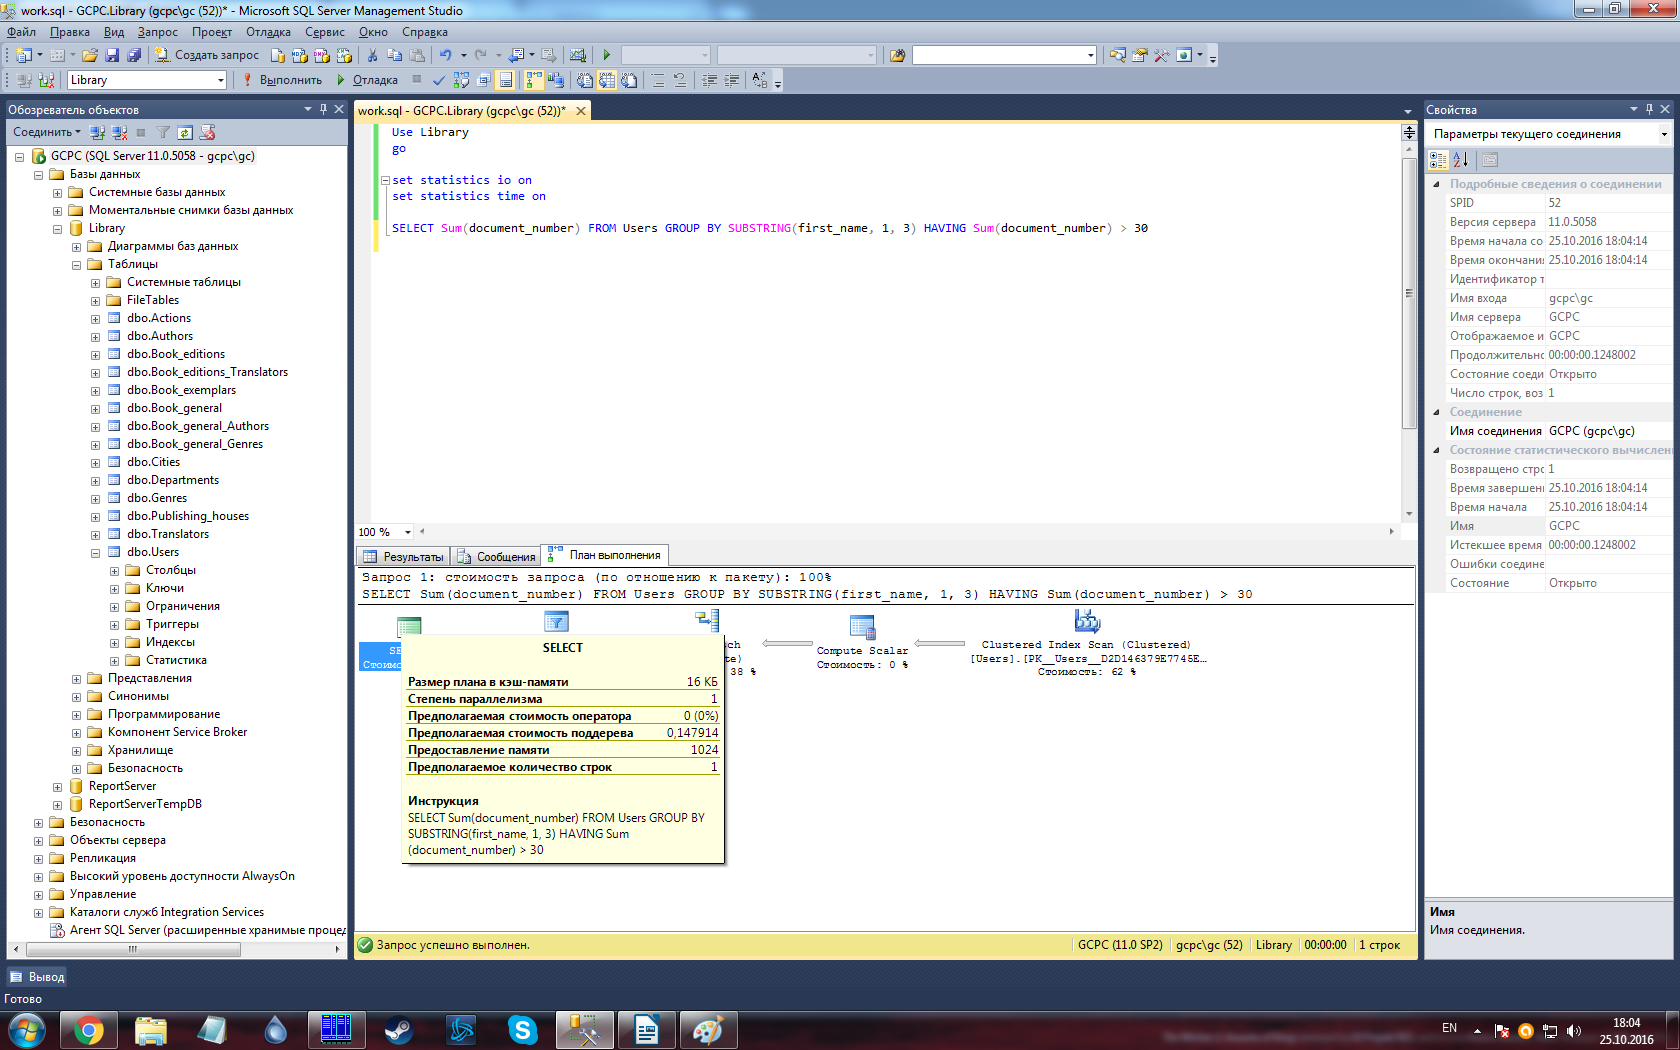 work.sql - GCPC.Library (gcpc\gc (52))* - Microsoft SQL Server Management Studio
Файл Правка Вид Запрос Проект Отладка Сервис Окно Справка
Создать запрос
Library Выполнить Отладка
Обозреватель объектов
Соединить
GCPC (SQL Server 11.0.5058 - gcpc\gc)
Базы данных
Системные базы данных
Моментальные снимки базы данных
Library
Диаграммы баз данных
Таблицы
Системные таблицы
FileTables
dbo.Actions
dbo.Authors
dbo.Book_editions
dbo.Book_editions_Translators
dbo.Book_exemplars
dbo.Book_general
dbo.Book_general_Authors
dbo.Book_general_Genres
dbo.Cities
dbo.Departments
dbo.Genres
dbo.Publishing_houses
dbo.Translators
dbo.Users
Столбцы
Ключи
Ограничения
Триггеры
Индексы
Статистика
Представления
Синонимы
Программирование
Компонент Service Broker
Хранилище
Безопасность
ReportServer
ReportServerTempDB
Безопасность
Объекты сервера
Репликация
Высокий уровень доступности AlwaysOn
Управление
Каталоги служб Integration Services
Агент SQL Server (расширенные хранимые процед
work.sql - GCPC.Library (gcpc\gc (52))*
Use Library
go
set statistics io on
set statistics time on
SELECT Sum(document_number) FROM Users GROUP BY SUBSTRING(first_name, 1, 3) HAVING Sum(document_number) > 30
100 %
Результаты Сообщения План выполнения
Запрос 1: стоимость запроса (по отношению к пакету): 100%
SELECT Sum(document_number) FROM Users GROUP BY SUBSTRING(first_name, 1, 3) HAVING Sum(document_number) > 30
SE
Стоимос
tch
te)
38 %
Compute Scalar
Стоимость: 0 %
Clustered Index Scan (Clustered)
[Users].[PK__Users__D2D146379E7745E…
Стоимость: 62 %
SELECT
Размер плана в кэш-памяти 16 КБ
Степень параллелизма 1
Предполагаемая стоимость оператора 0 (0%)
Предполагаемая стоимость поддерева 0,147914
Предоставление памяти 1024
Предполагаемое количество строк 1
Инструкция
SELECT Sum(document_number) FROM Users GROUP BY
SUBSTRING(first_name, 1, 3) HAVING Sum
(document_number) > 30
Запрос успешно выполнен. GCPC (11.0 SP2) gcpc\gc (52) Library 00:00:00 1 строк
Свойства
Параметры текущего соединения
Подробные сведения о соединении
SPID 52
Версия сервера 11.0.5058
Время начала со 25.10.2016 18:04:14
Время окончани 25.10.2016 18:04:14
Идентификатор т
Имя входа gcpc\gc
Имя сервера GCPC
Отображаемое и GCPC
Продолжительно 00:00:00.1248002
Состояние соеди Открыто
Число строк, воз 1
Соединение
Имя соединения GCPC (gcpc\gc)
Состояние статистического вычислен
Возвращено стро 1
Время завершен 25.10.2016 18:04:14
Время начала 25.10.2016 18:04:14
Имя GCPC
Истекшее время 00:00:00.1248002
Ошибки соедине
Состояние Открыто
Имя
Имя соединения.
Вывод
Готово
EN
18:04
25.10.2016